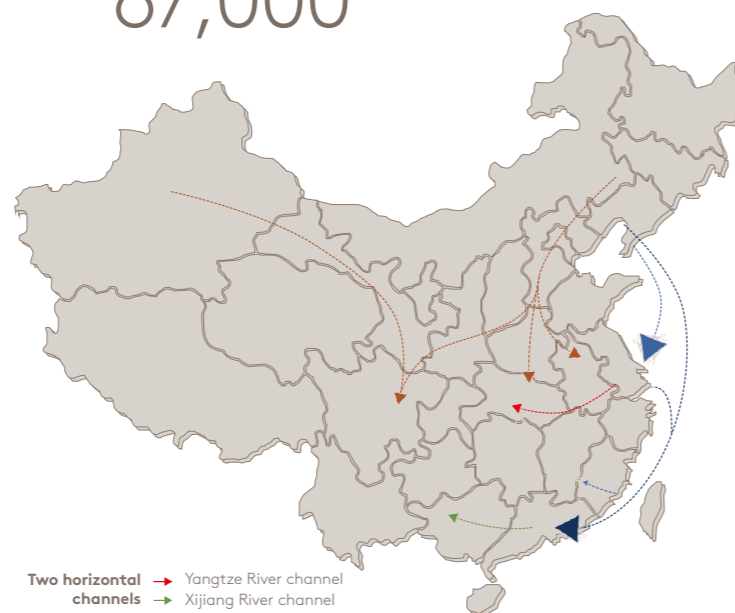 Two horizontal
channels
Yangtze River channel
Xijiang River channel